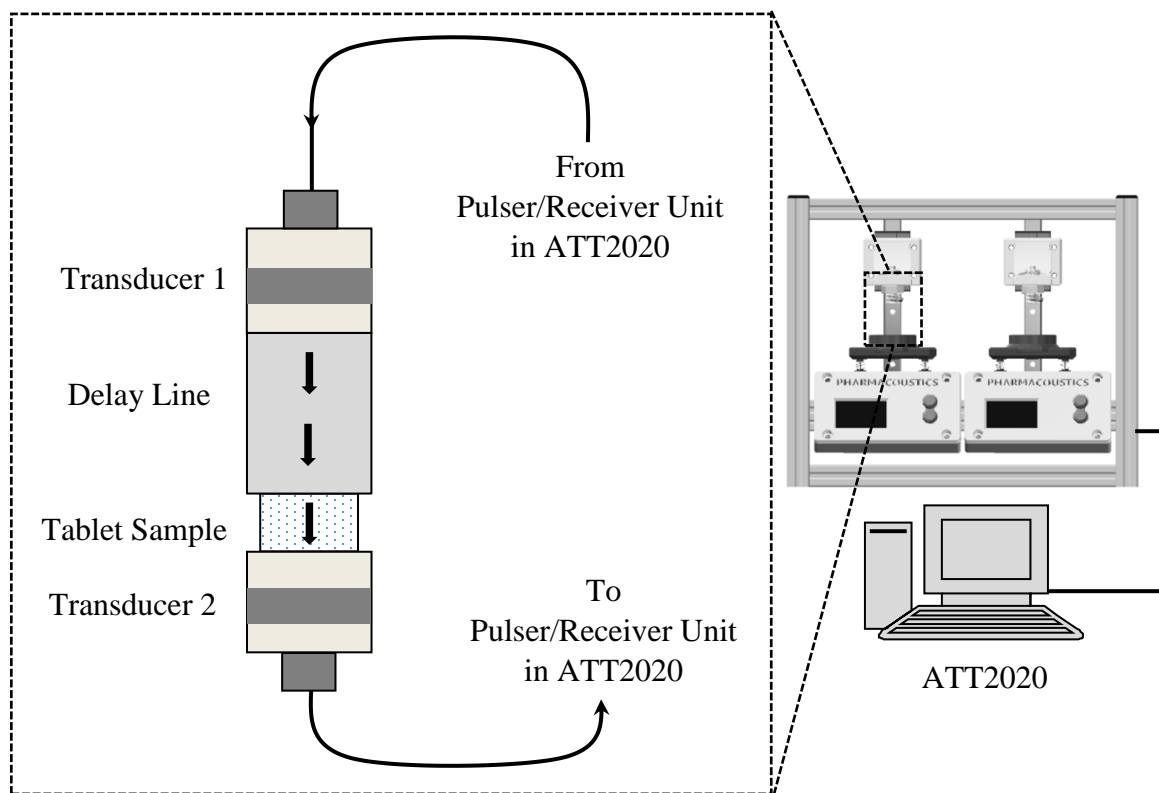 From
Pulser/Receiver Unit
in ATT2020
Transducer 1
Delay Line
Tablet Sample
Transducer 2
To
Pulser/Receiver Unit
in ATT2020
PHARMACOUSTICS
PHARMACOUSTICS
ATT2020